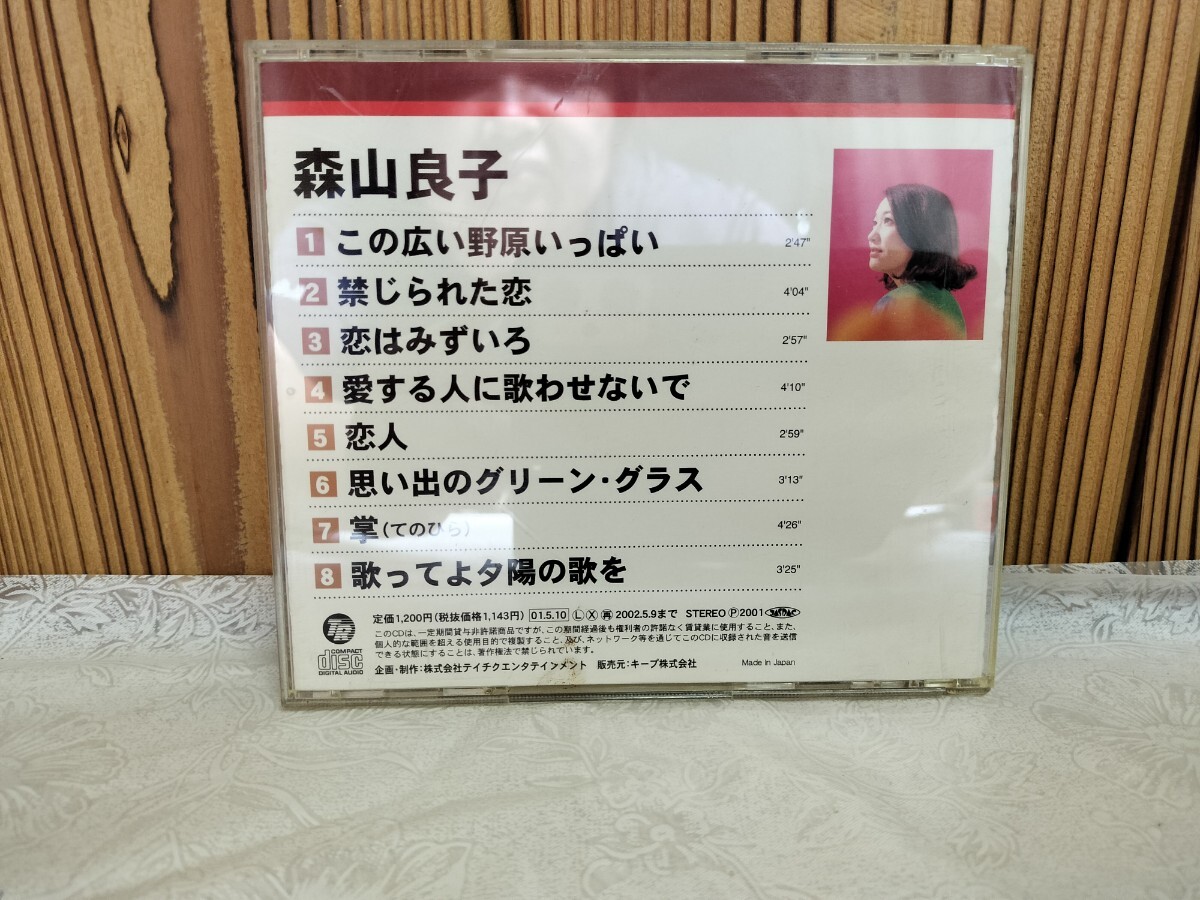 森山良子
1 この広い野原いっぱい 2'47"
2 禁じられた恋 4'04"
3 恋はみずいろ 2'57"
4 愛する人に歌わせないで 4'10"
5 恋人 2'59"
6 思い出のグリーン・グラス 3'13"
7 掌(てのひら) 4'26"
8 歌ってよ夕陽の歌を 3'25"
定価1,200円(税抜価格1,143円) 01.5.10 Ⓛ Ⓧ 再 2002.5.9まで STEREO Ⓟ2001
このCDは、一定期間貸与非許諾商品ですが、この期間経過後も権利者の許諾なく賃貸業に使用すること、また、
個人的な範囲を超える使用目的で複製すること、及び、ネットワーク等を通じてこのCDに収録された音を送信
できる状態にすることは、著作権法で禁じられています。
COMPACT
disc
DIGITAL AUDIO
企画・制作:株式会社テイチクエンタテインメント 販売元:キープ株式会社 Made in Japan